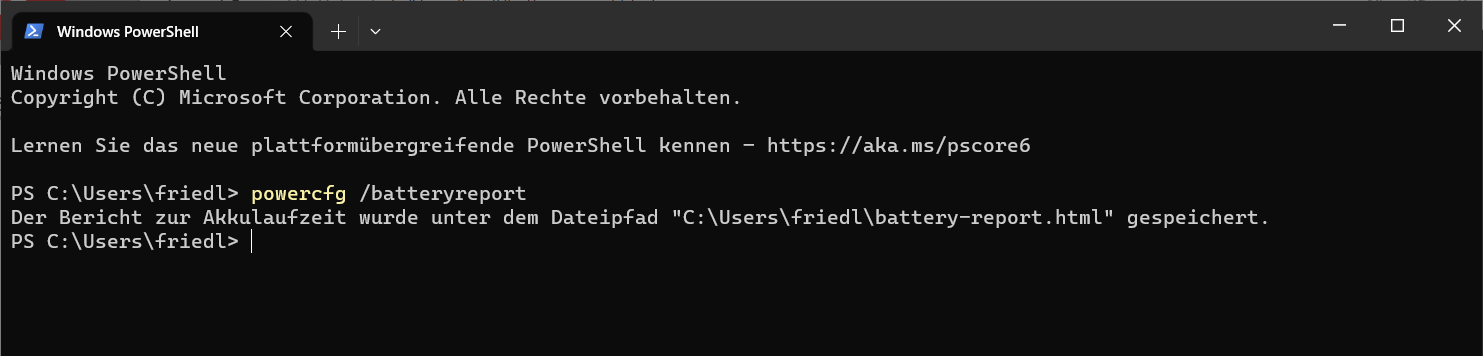 Windows PowerShell
Windows PowerShell
Copyright (C) Microsoft Corporation. Alle Rechte vorbehalten.
Lernen Sie das neue plattformübergreifende PowerShell kennen – https://aka.ms/pscore6
PS C:\Users\friedl> powercfg /batteryreport
Der Bericht zur Akkulaufzeit wurde unter dem Dateipfad "C:\Users\friedl\battery-report.html" gespeichert.
PS C:\Users\friedl>